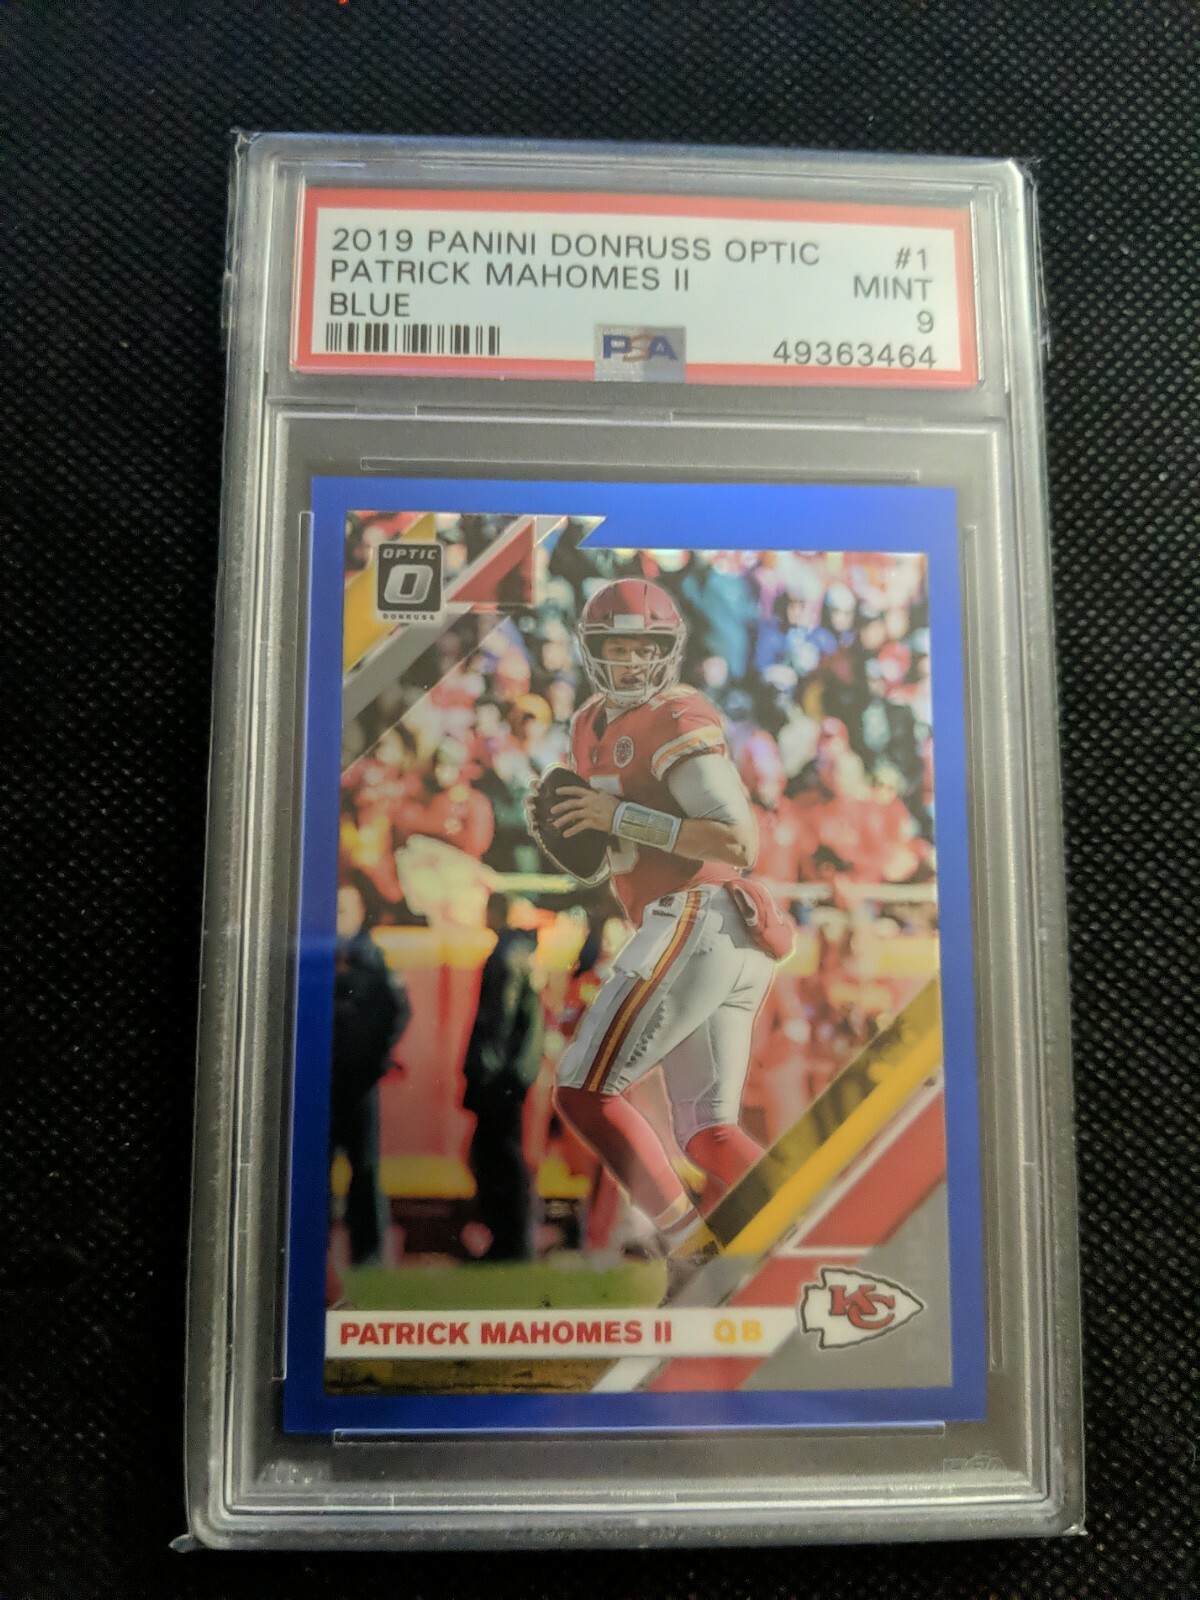 2019 PANINI DONRUSS OPTIC #1
PATRICK MAHOMES II MINT
BLUE 9
PSA 49363464
OPTIC
O
DONRUSS
PATRICK MAHOMES II QB
KC